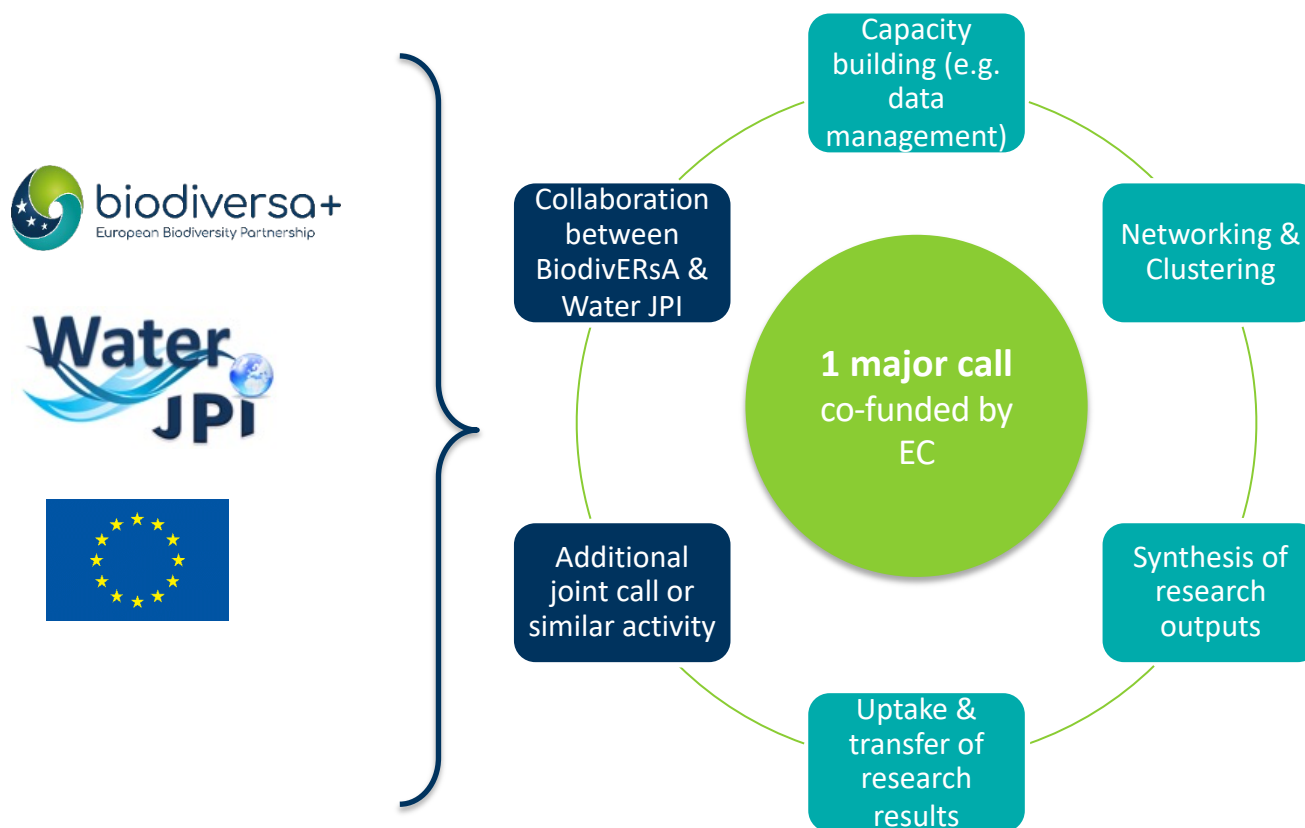 biodiversa+
European Biodiversity Partnership
Water
JPI
Capacity
building (e.g.
data
management)
Collaboration
between
BiodivERsA &
Water JPI
Networking &
Clustering
1 major call
co-funded by
EC
Additional
joint call or
similar activity
Synthesis of
research
outputs
Uptake &
transfer of
research
results